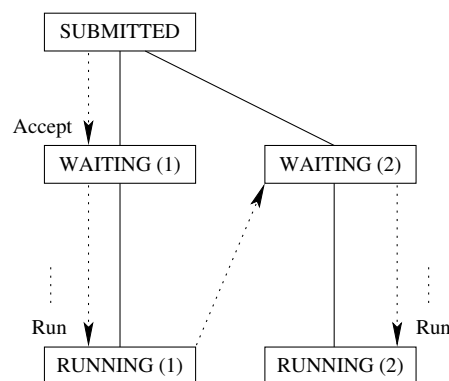 SUBMITTED
Accept
WAITING (1)
WAITING (2)
Run
Run
RUNNING (1)
RUNNING (2)